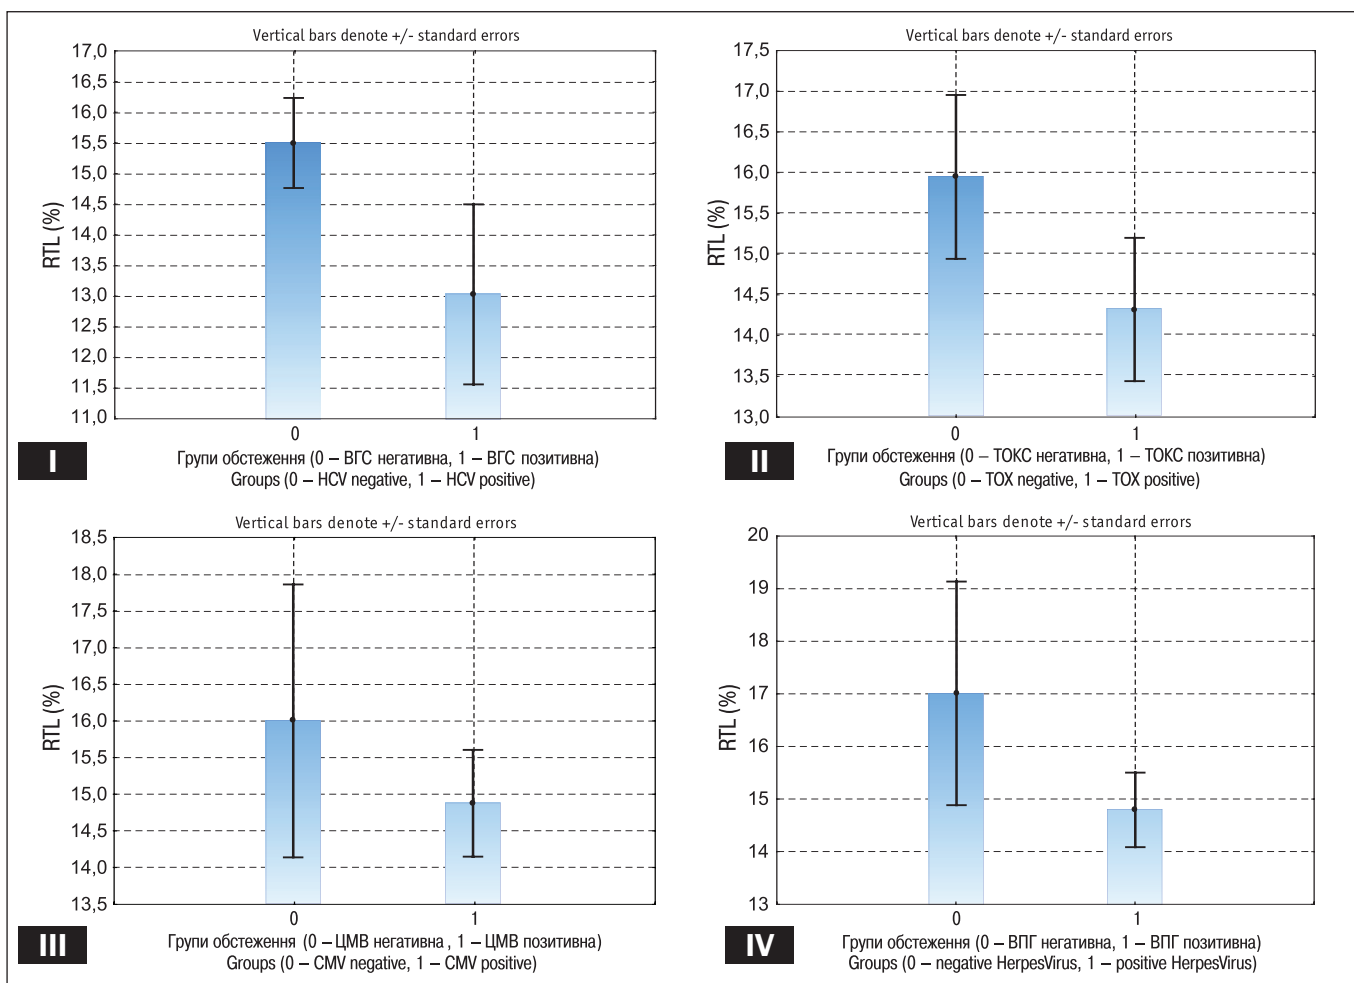 Vertical bars denote +/- standard errors
17,0
16,5
16,0
15,5
15,0
14,5
14,0
13,5
13,0
12,5
12,0
11,5
11,0
RTL (%)
0 1
I
Групи обстеження (0 – ВГС негативна, 1 – ВГС позитивна)
Groups (0 – HCV negative, 1 – HCV positive)
Vertical bars denote +/- standard errors
17,5
17,0
16,5
16,0
15,5
15,0
14,5
14,0
13,5
13,0
RTL (%)
0 1
II
Групи обстеження (0 – ТОКС негативна, 1 – ТОКС позитивна)
Groups (0 – TOX negative, 1 – TOX positive)
Vertical bars denote +/- standard errors
18,5
18,0
17,5
17,0
16,5
16,0
15,5
15,0
14,5
14,0
13,5
RTL (%)
0 1
III
Групи обстеження (0 – ЦМВ негативна , 1 – ЦМВ позитивна)
Groups (0 – CMV negative, 1 – CMV positive)
Vertical bars denote +/- standard errors
20
19
18
17
16
15
14
13
RTL (%)
0 1
IV
Групи обстеження (0 – ВПГ негативна, 1 – ВПГ позитивна)
Groups (0 – negative HerpesVirus, 1 – positive HerpesVirus)